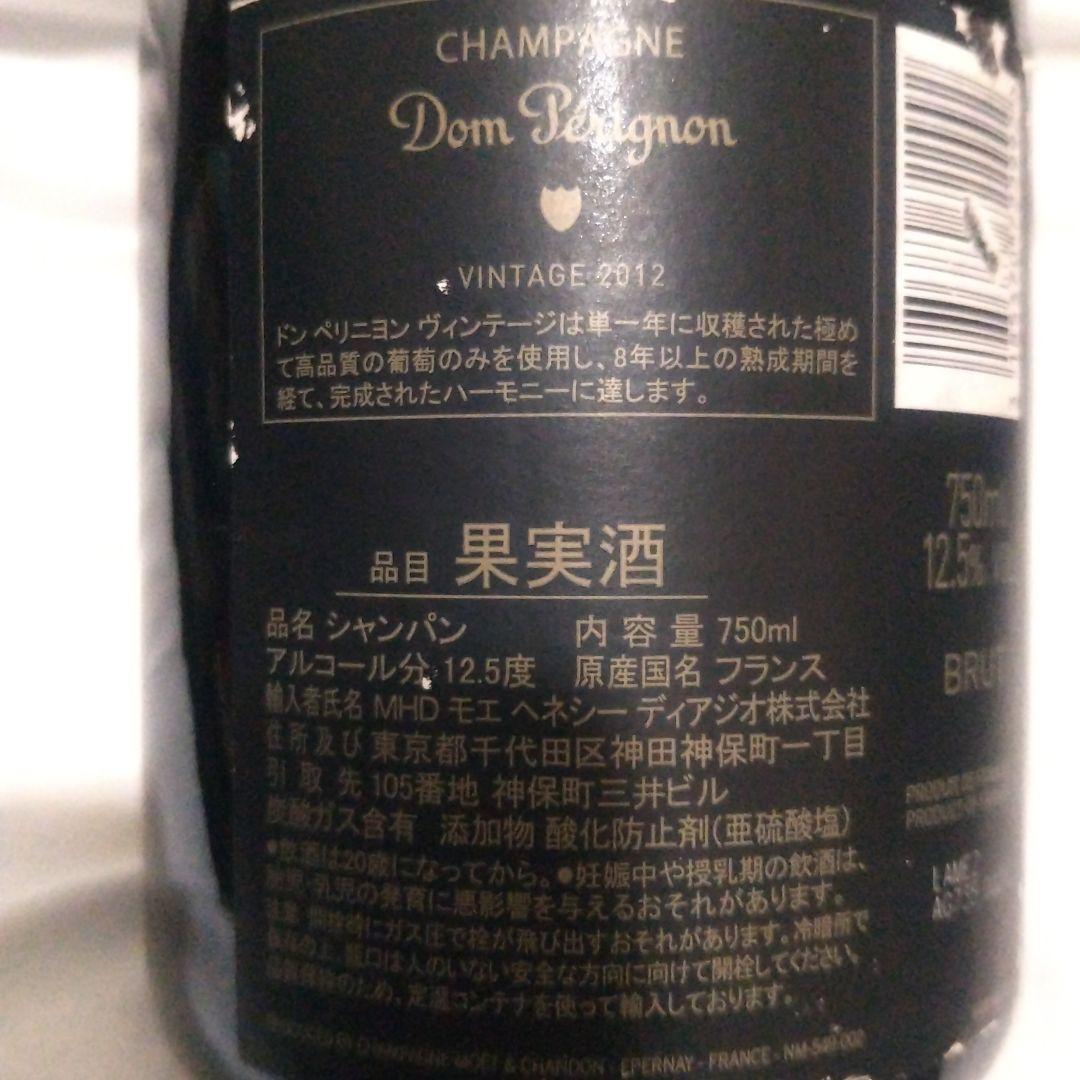 CHAMPAGNE
Dom Pérignon
VINTAGE 2012
ドン ペリニヨン ヴィンテージは単一年に収穫された極め
て高品質の葡萄のみを使用し、8年以上の熟成期間を
経て、完成されたハーモニーに達します。
品目 果実酒
品名 シャンパン 内容量 750ml
アルコール分 12.5度 原産国名 フランス
輸入者氏名 MHD モエ ヘネシー ディアジオ株式会社
住所及び 東京都千代田区神田神保町一丁目
引取先 105番地 神保町三井ビル
炭酸ガス含有 添加物 酸化防止剤(亜硫酸塩)
●飲酒は20歳になってから。●妊娠中や授乳期の飲酒は、
胎児・乳児の発育に悪影響を与えるおそれがあります。
開栓時にガス圧で栓が飛び出すおそれがあります。冷暗所で
の上、瓶口は人のいない安全な方向に向けて開栓してください。
のため、定温コンテナを使って輸入しております。
CHAMPAGNE MOËT & CHANDON - EPERNAY - FRANCE - NM-549-002
750ml
12.5%
BRUT